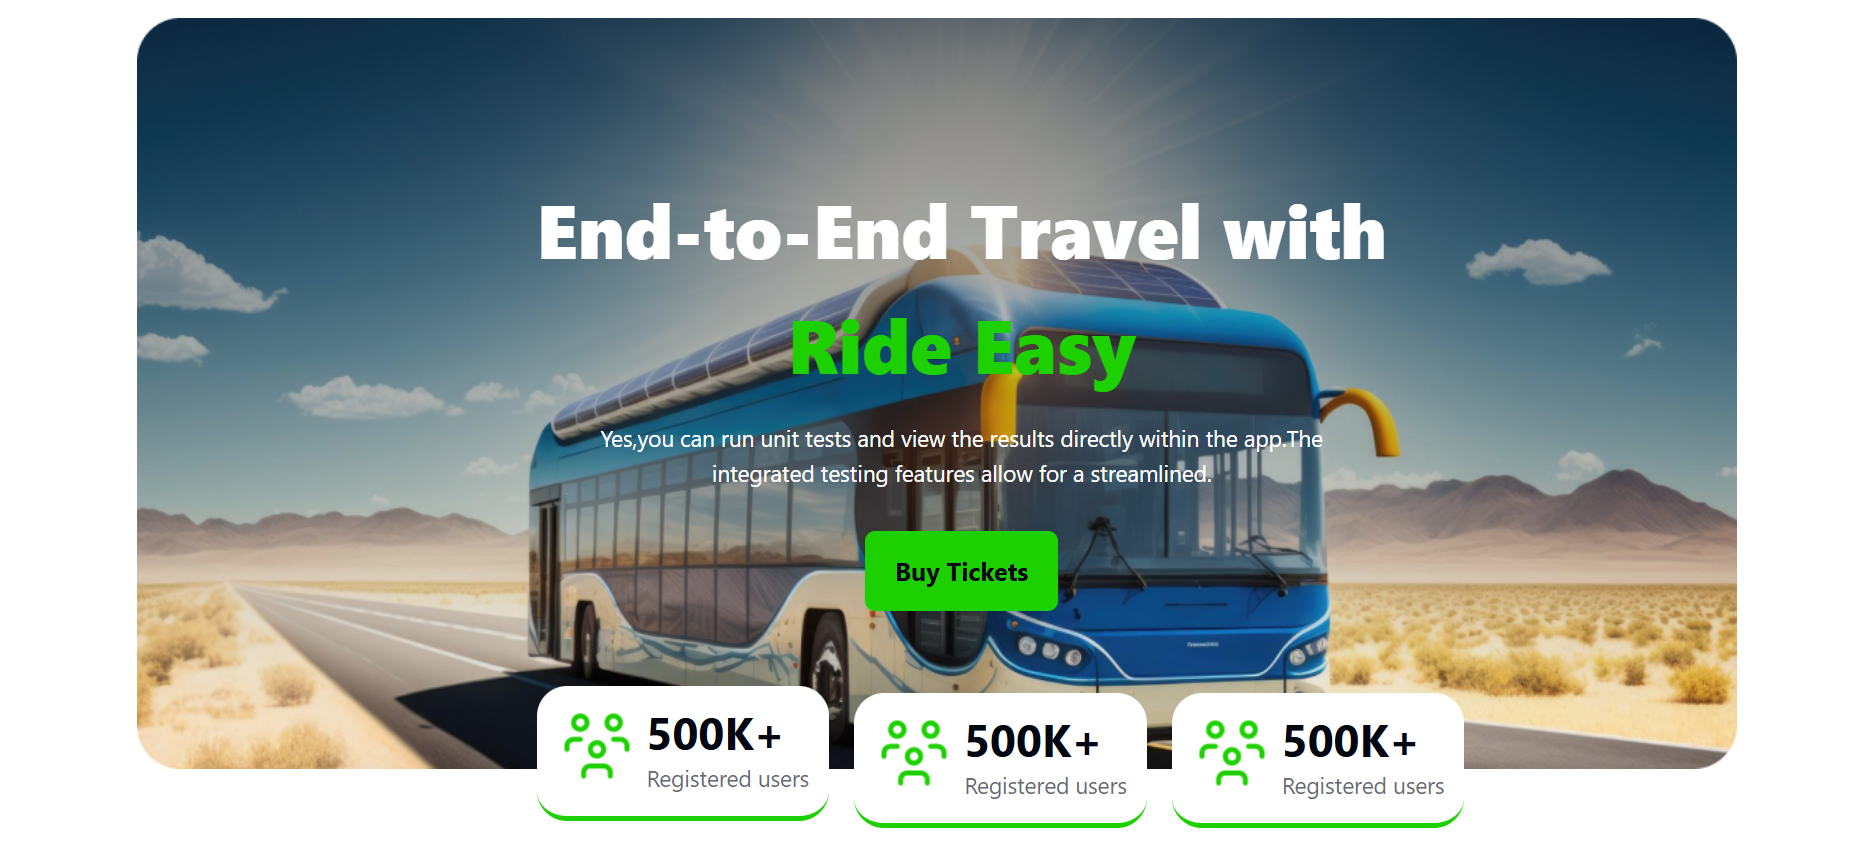 End-to-End Travel with
Ride Easy
Yes,you can run unit tests and view the results directly within the app.The
integrated testing features allow for a streamlined.
Buy Tickets
500K+
Registered users
500K+
Registered users
500K+
Registered users